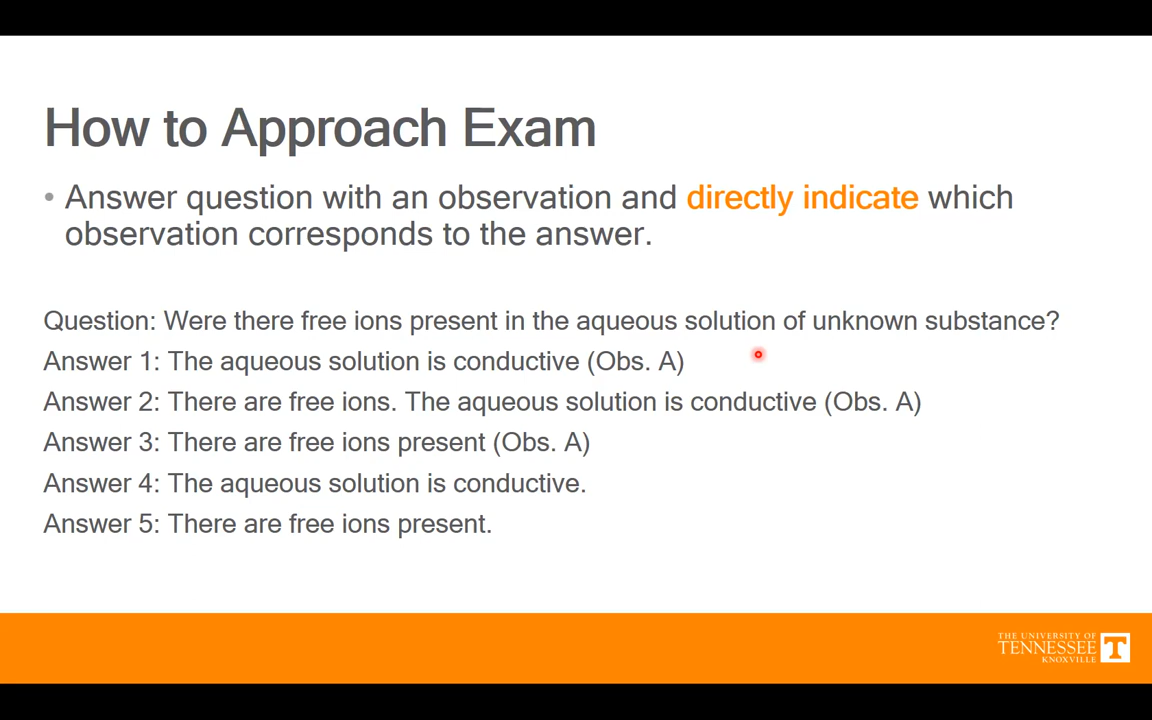 How to Approach Exam
• Answer question with an observation and directly indicate which
observation corresponds to the answer.
Question: Were there free ions present in the aqueous solution of unknown substance?
Answer 1: The aqueous solution is conductive (Obs. A)
Answer 2: There are free ions. The aqueous solution is conductive (Obs. A)
Answer 3: There are free ions present (Obs. A)
Answer 4: The aqueous solution is conductive.
Answer 5: There are free ions present.
THE UNIVERSITY OF
TENNESSEE
KNOXVILLE
T